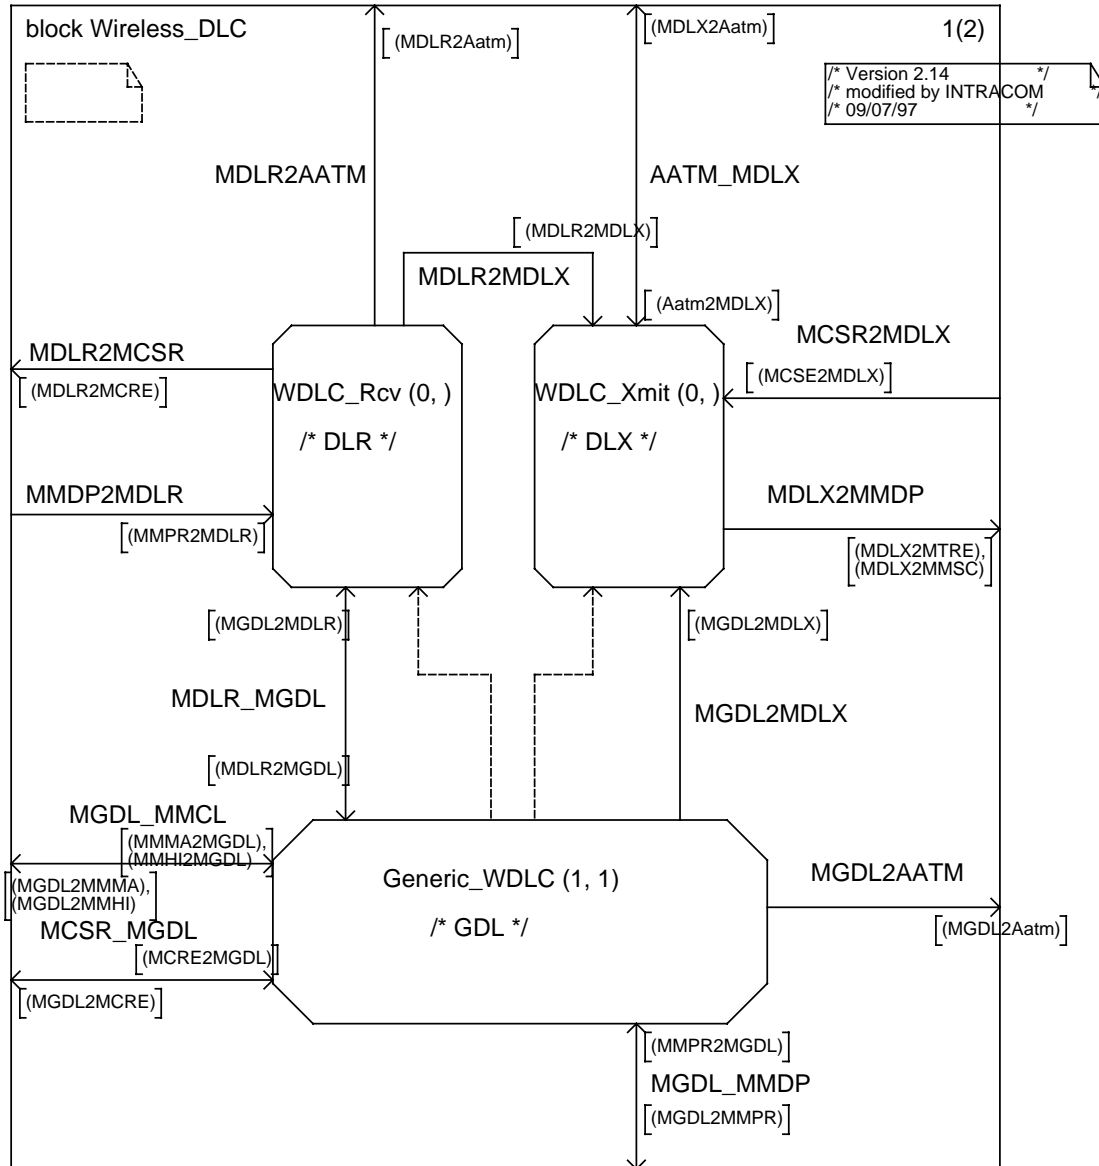 block Wireless_DLC
(MDLR2Aatm)
(MDLX2Aatm)
1(2)
/* Version 2.14 */
/* modified by INTRACOM */
/* 09/07/97 */
MDLR2AATM
AATM_MDLX
(MDLR2MDLX)
MDLR2MDLX
(Aatm2MDLX)
MCSR2MDLX
MDLR2MCSR
(MDLR2MCRE)
(MCSE2MDLX)
WDLC_Rcv (0, )
/* DLR */
WDLC_Xmit (0, )
/* DLX */
MMDP2MDLR
(MMPR2MDLR)
MDLX2MMDP
(MDLX2MTRE),
(MDLX2MMSC)
(MGDL2MDLR)
(MGDL2MDLX)
MDLR_MGDL
MGDL2MDLX
(MDLR2MGDL)
MGDL_MMCL
(MMMA2MGDL),
(MMHI2MGDL)
(MGDL2MMMA),
(MGDL2MMHI)
Generic_WDLC (1, 1)
/* GDL */
MGDL2AATM
(MGDL2Aatm)
MCSR_MGDL
(MCRE2MGDL)
(MGDL2MCRE)
(MMPR2MGDL)
MGDL_MMDP
(MGDL2MMPR)